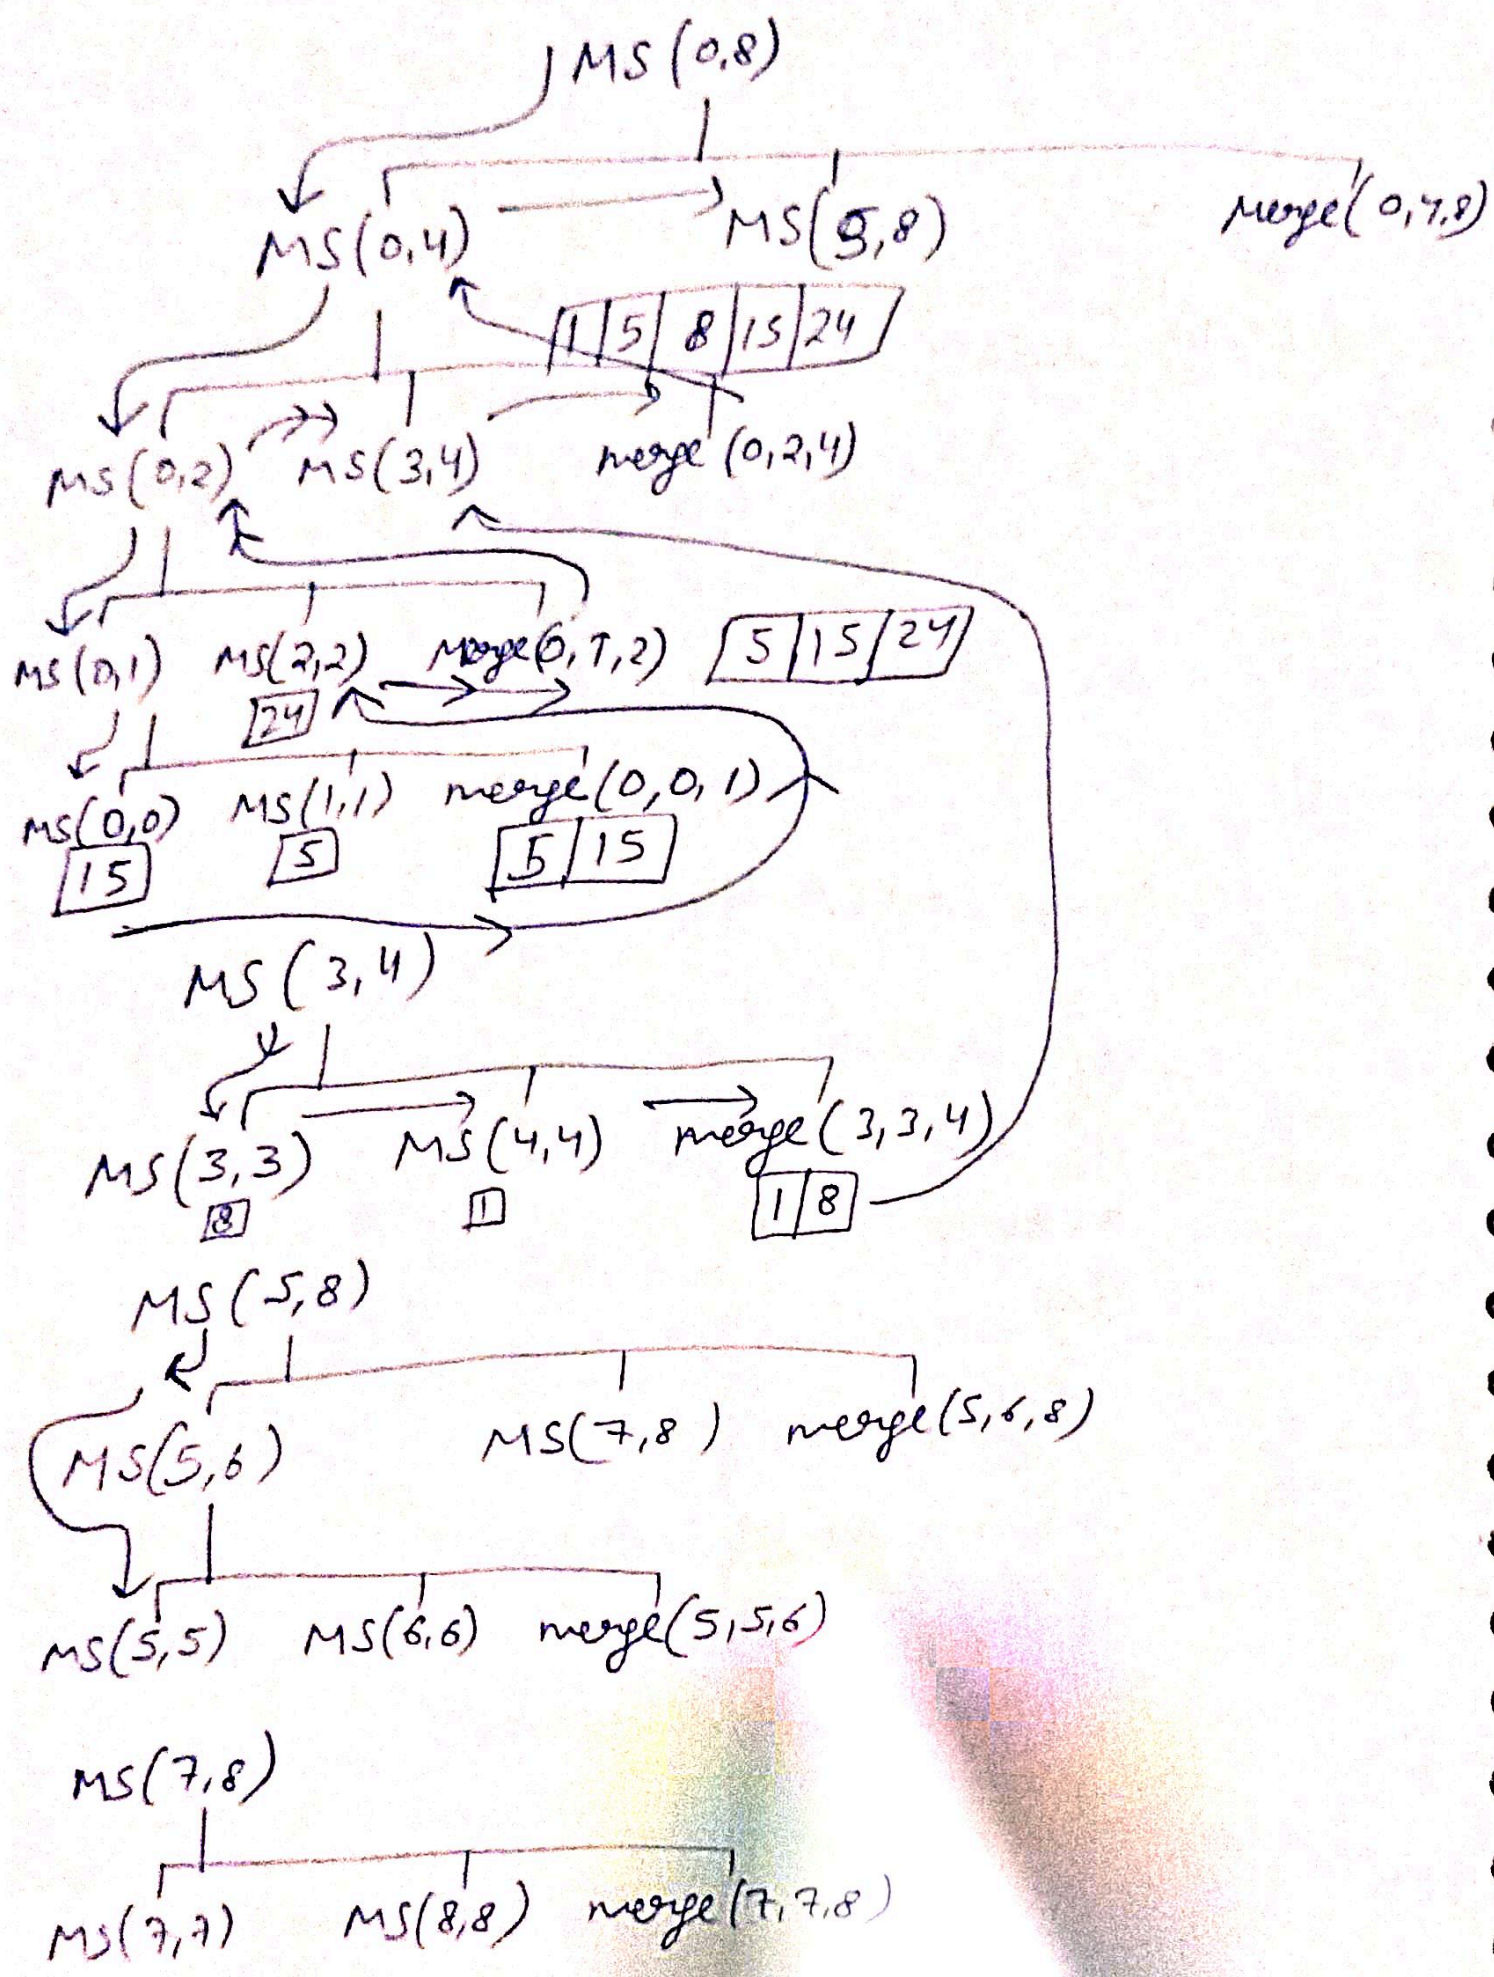 MS(0,8)
MS(0,4) MS(5,8) Merge(0,4,8)
1 5 8 15 24
MS(0,2) MS(3,4) merge(0,2,4)
MS(0,1) MS(2,2) Merge(0,1,2) 5 15 24
24
MS(0,0) MS(1,1) merge(0,0,1)
15 5 5 15
MS(3,4)
MS(3,3) MS(4,4) merge(3,3,4)
8 1 1 8
MS(5,8)
MS(5,6) MS(7,8) merge(5,6,8)
MS(5,5) MS(6,6) merge(5,5,6)
MS(7,8)
MS(7,7) MS(8,8) merge(7,7,8)